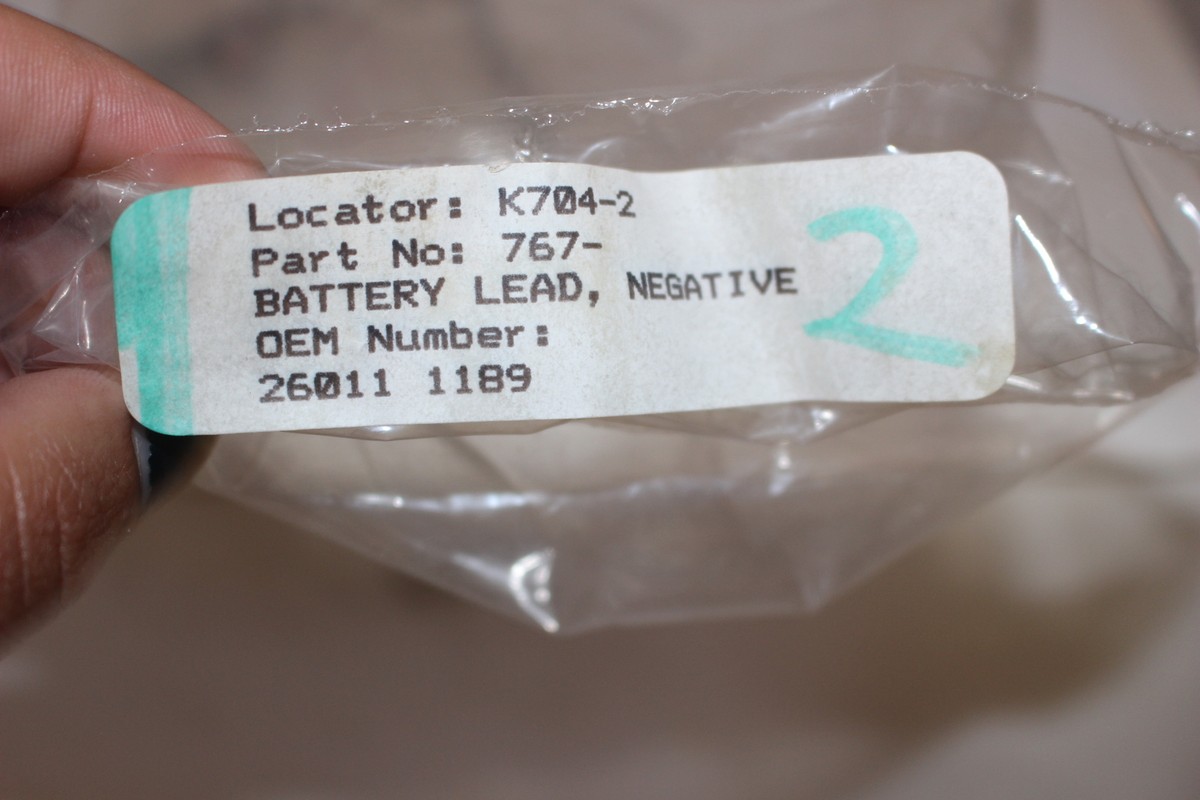 Locator: K704-2
Part No: 767-
BATTERY LEAD, NEGATIVE
2
OEM Number:
26011 1189